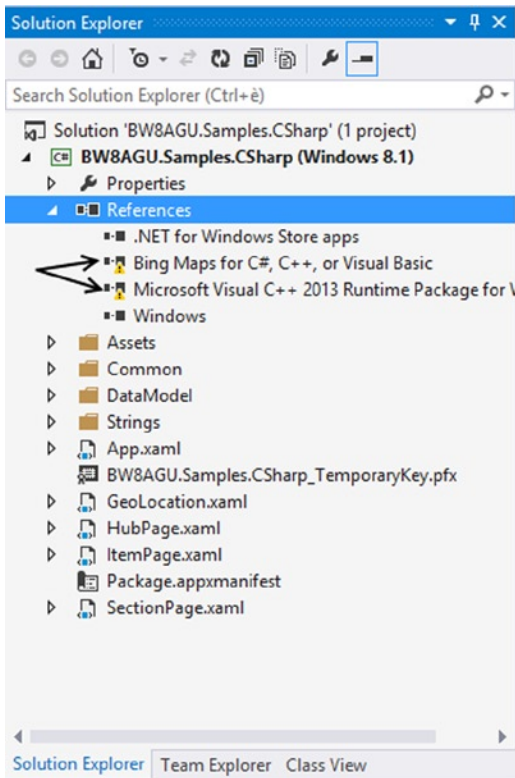 Solution Explorer
Search Solution Explorer (Ctrl+è)
Solution 'BW8AGU.Samples.CSharp' (1 project)
C# BW8AGU.Samples.CSharp (Windows 8.1)
Properties
References
.NET for Windows Store apps
Bing Maps for C#, C++, or Visual Basic
Microsoft Visual C++ 2013 Runtime Package for
Windows
Assets
Common
DataModel
Strings
App.xaml
BW8AGU.Samples.CSharp_TemporaryKey.pfx
GeoLocation.xaml
HubPage.xaml
ItemPage.xaml
Package.appxmanifest
SectionPage.xaml
Solution Explorer Team Explorer Class View